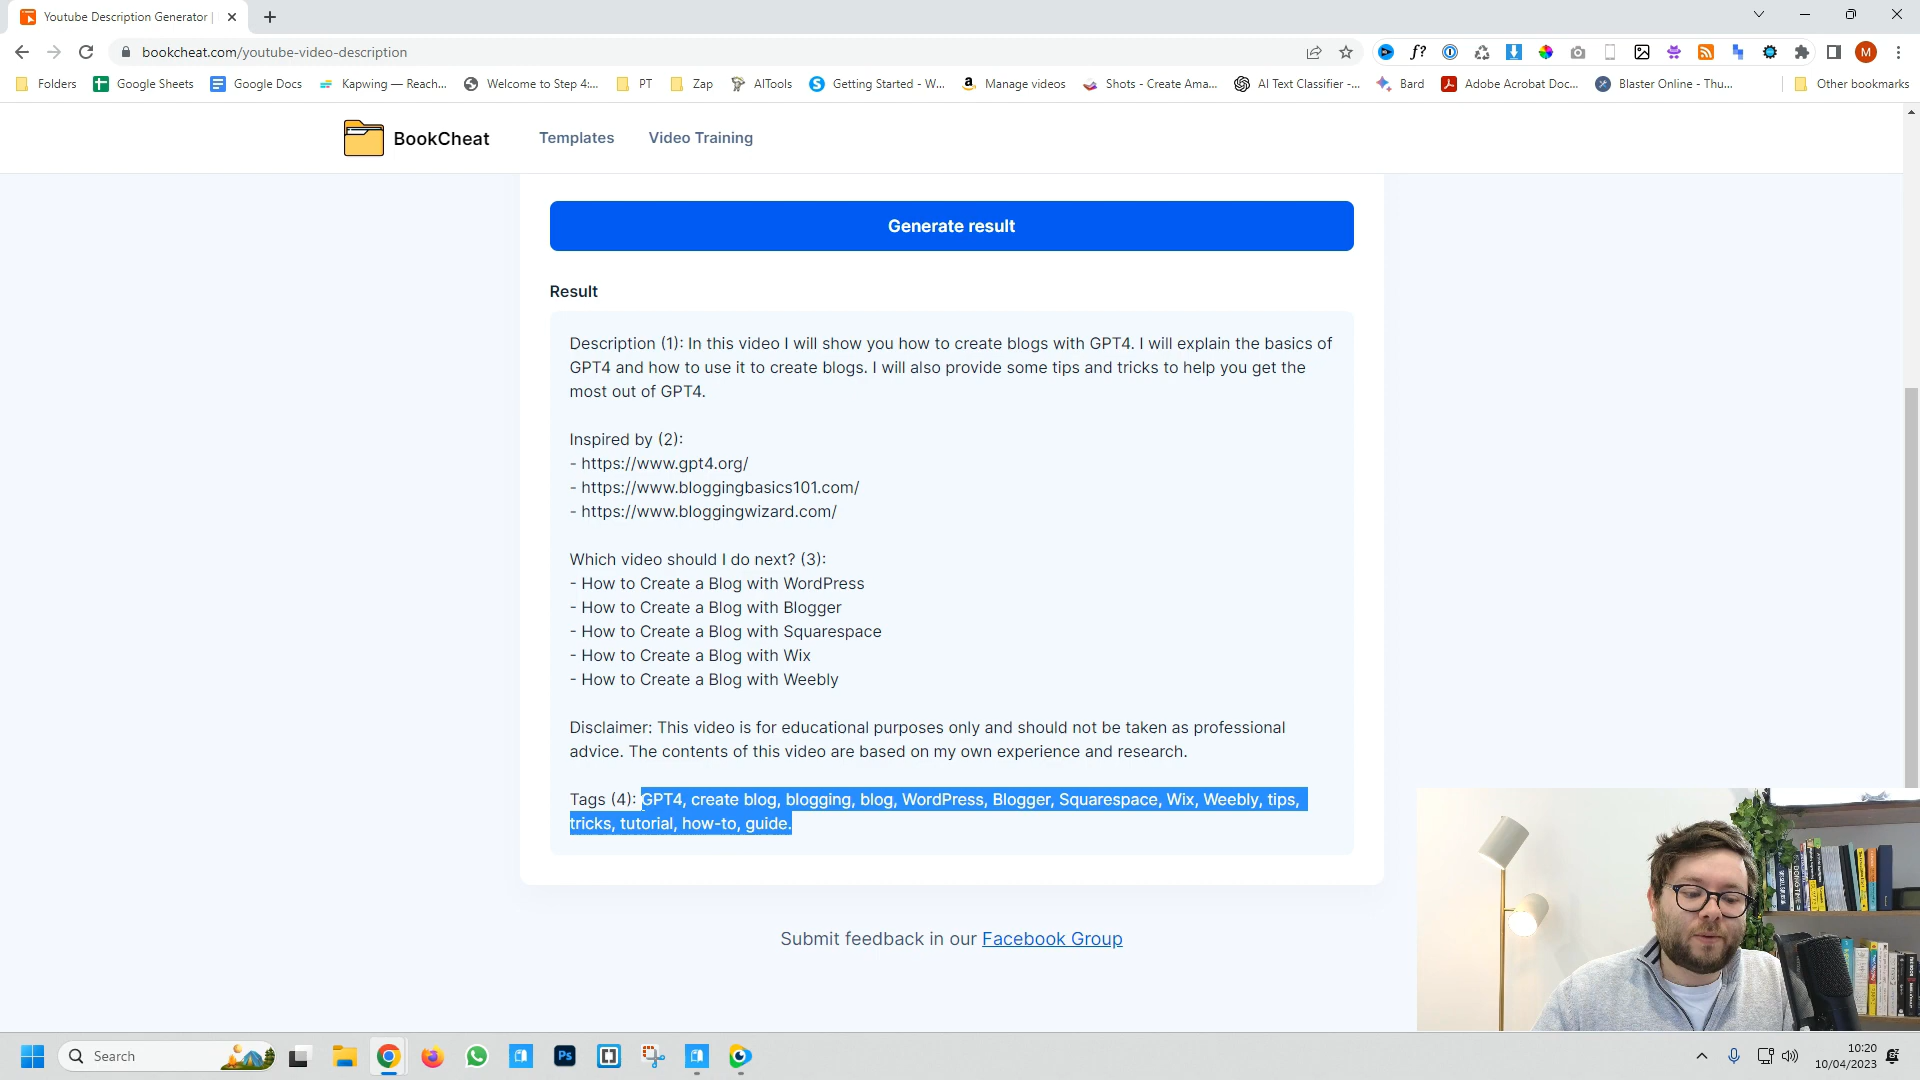 Youtube Description Generator |
bookcheat.com/youtube-video-description
f?
M
Folders
Google Sheets
Google Docs
Kapwing — Reach...
Welcome to Step 4:...
PT
Zap
AITools
Getting Started - W...
Manage videos
Shots - Create Ama...
AI Text Classifier -...
Bard
Adobe Acrobat Doc...
Blaster Online - Thu...
Other bookmarks
BookCheat
Templates
Video Training
Generate result
Result
Description (1): In this video I will show you how to create blogs with GPT4. I will explain the basics of
GPT4 and how to use it to create blogs. I will also provide some tips and tricks to help you get the
most out of GPT4.
Inspired by (2):
- https://www.gpt4.org/
- https://www.bloggingbasics101.com/
- https://www.bloggingwizard.com/
Which video should I do next? (3):
- How to Create a Blog with WordPress
- How to Create a Blog with Blogger
- How to Create a Blog with Squarespace
- How to Create a Blog with Wix
- How to Create a Blog with Weebly
Disclaimer: This video is for educational purposes only and should not be taken as professional
advice. The contents of this video are based on my own experience and research.
Tags (4): GPT4, create blog, blogging, blog, WordPress, Blogger, Squarespace, Wix, Weebly, tips,
tricks, tutorial, how-to, guide.
Submit feedback in our Facebook Group
Search
Ps
10:20
10/04/2023